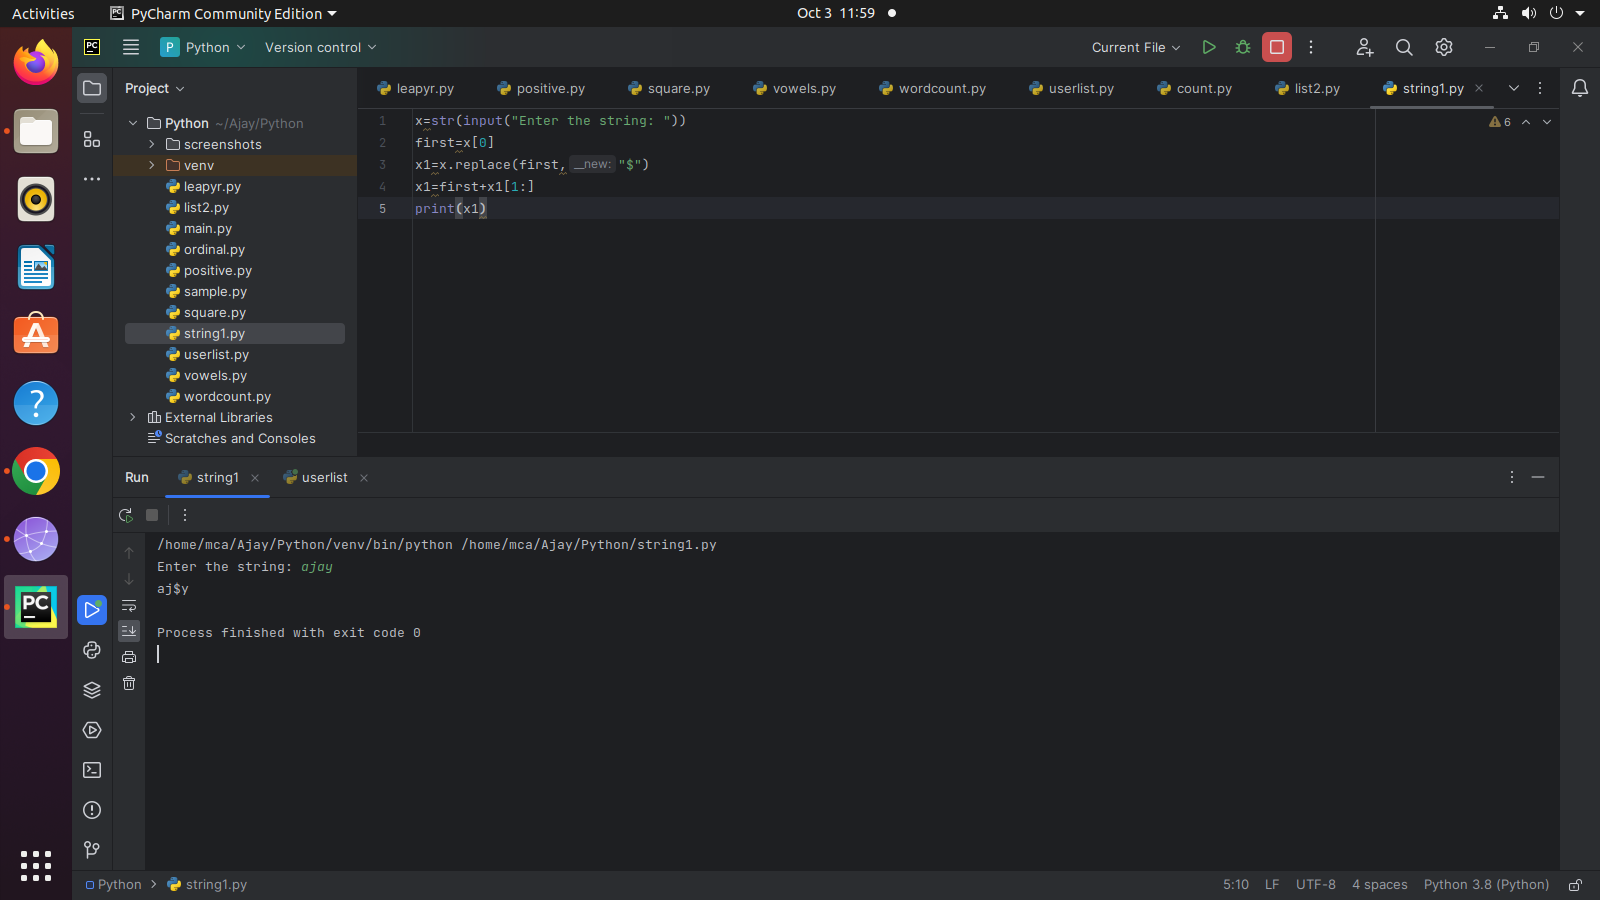 Activities PyCharm Community Edition Oct 3 11:59
PC P Python Version control Current File
Project
leapyr.py positive.py square.py vowels.py wordcount.py userlist.py count.py list2.py string1.py
Python ~/Ajay/Python
screenshots
venv
leapyr.py
list2.py
main.py
ordinal.py
positive.py
sample.py
square.py
string1.py
userlist.py
vowels.py
wordcount.py
External Libraries
Scratches and Consoles
1 x=str(input("Enter the string: ")) 6
2 first=x[0]
3 x1=x.replace(first, __new: "$")
4 x1=first+x1[1:]
5 print(x1)
Run string1 userlist
/home/mca/Ajay/Python/venv/bin/python /home/mca/Ajay/Python/string1.py
Enter the string: ajay
aj$y
Process finished with exit code 0
PC
Python string1.py 5:10 LF UTF-8 4 spaces Python 3.8 (Python)